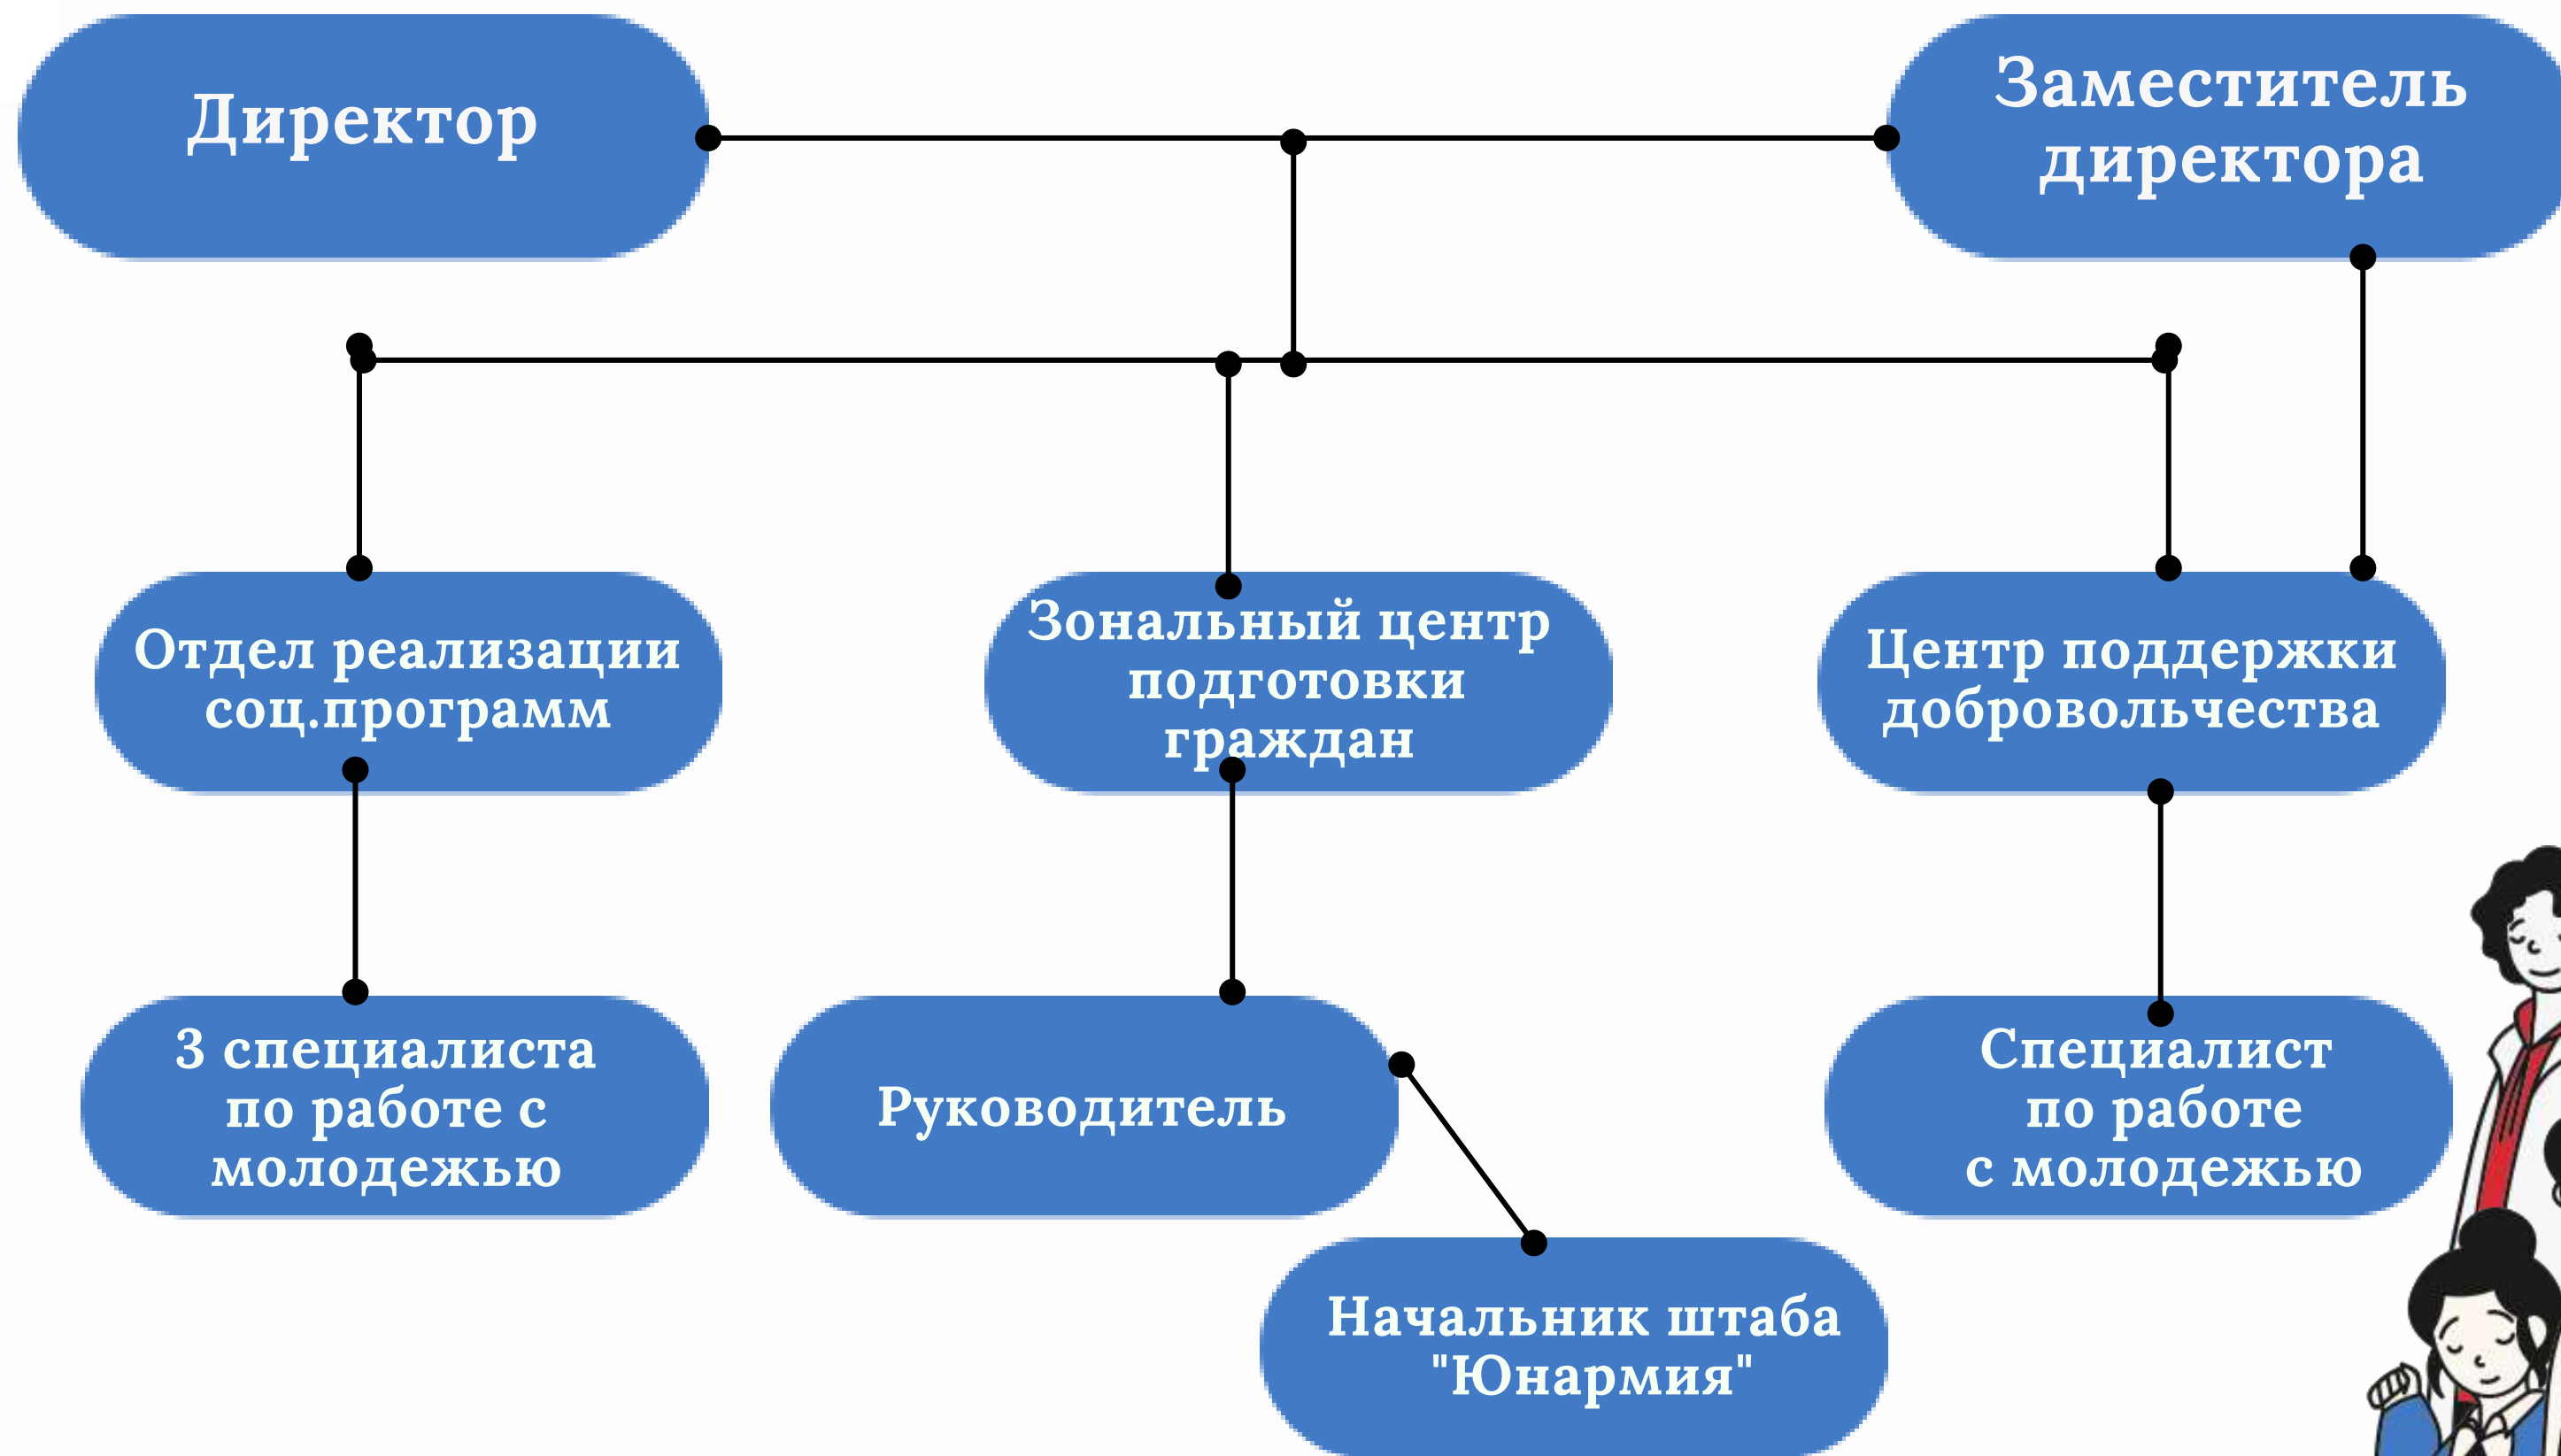 Директор
Заместитель
директора
Отдел реализации
соц.программ
Зональный центр
подготовки
граждан
Центр поддержки
добровольчества
3 специалиста
по работе с
молодежью
Руководитель
Специалист
по работе
с молодежью
Начальник штаба
"Юнармия"